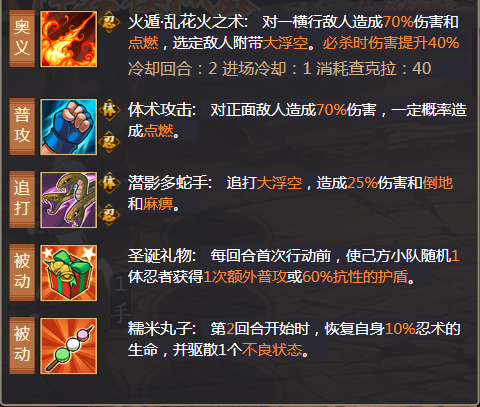 奥义
忍
火遁·乱花火之术: 对一横行敌人造成70%伤害和
点燃，选定敌人附带大浮空。必杀时伤害提升40%
冷却回合：2 进场冷却：1 消耗查克拉：40
普攻
体
忍
体术攻击: 对正面敌人造成70%伤害，一定概率造
成点燃。
追打
体
忍
潜影多蛇手: 追打大浮空，造成25%伤害和倒地
和麻痹。
被动
圣诞礼物: 每回合首次行动前，使己方小队随机1
体忍者获得1次额外普攻或60%抗性的护盾。
被动
糯米丸子: 第2回合开始时，恢复自身10%忍术的
生命，并驱散1个不良状态。